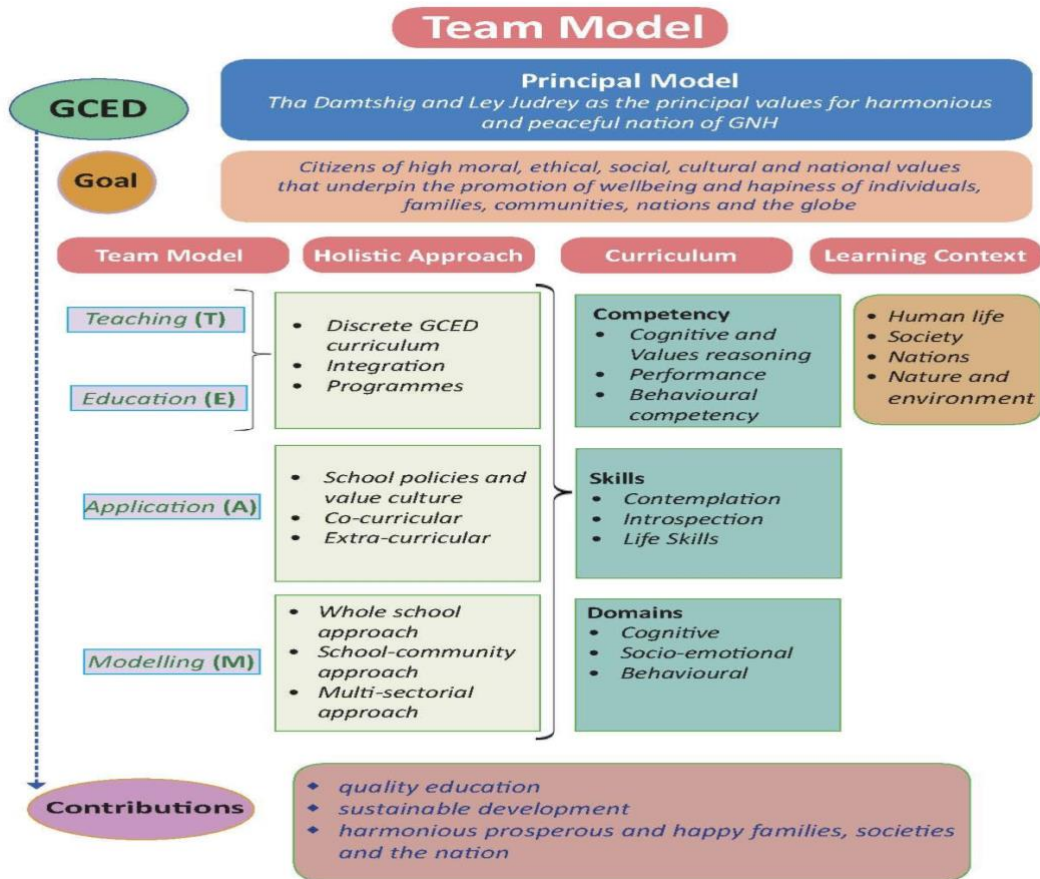 Team Model
GCED
Principal Model
Tha Damtshig and Ley Judrey as the principal values for harmonious
and peaceful nation of GNH
Goal
Citizens of high moral, ethical, social, cultural and national values
that underpin the promotion of wellbeing and hapiness of individuals,
families, communities, nations and the globe
Team Model
Holistic Approach
Curriculum
Learning Context
Teaching (T)
Education (E)
• Discrete GCED
curriculum
• Integration
• Programmes
Competency
• Cognitive and
Values reasoning
• Performance
• Behavioural
competency
• Human life
• Society
• Nations
• Nature and
environment
Application (A)
• School policies and
value culture
• Co-curricular
• Extra-curricular
Skills
• Contemplation
• Introspection
• Life Skills
Modelling (M)
• Whole school
approach
• School-community
approach
• Multi-sectorial
approach
Domains
• Cognitive
• Socio-emotional
• Behavioural
Contributions
◆ quality education
◆ sustainable development
◆ harmonious prosperous and happy families, societies
and the nation